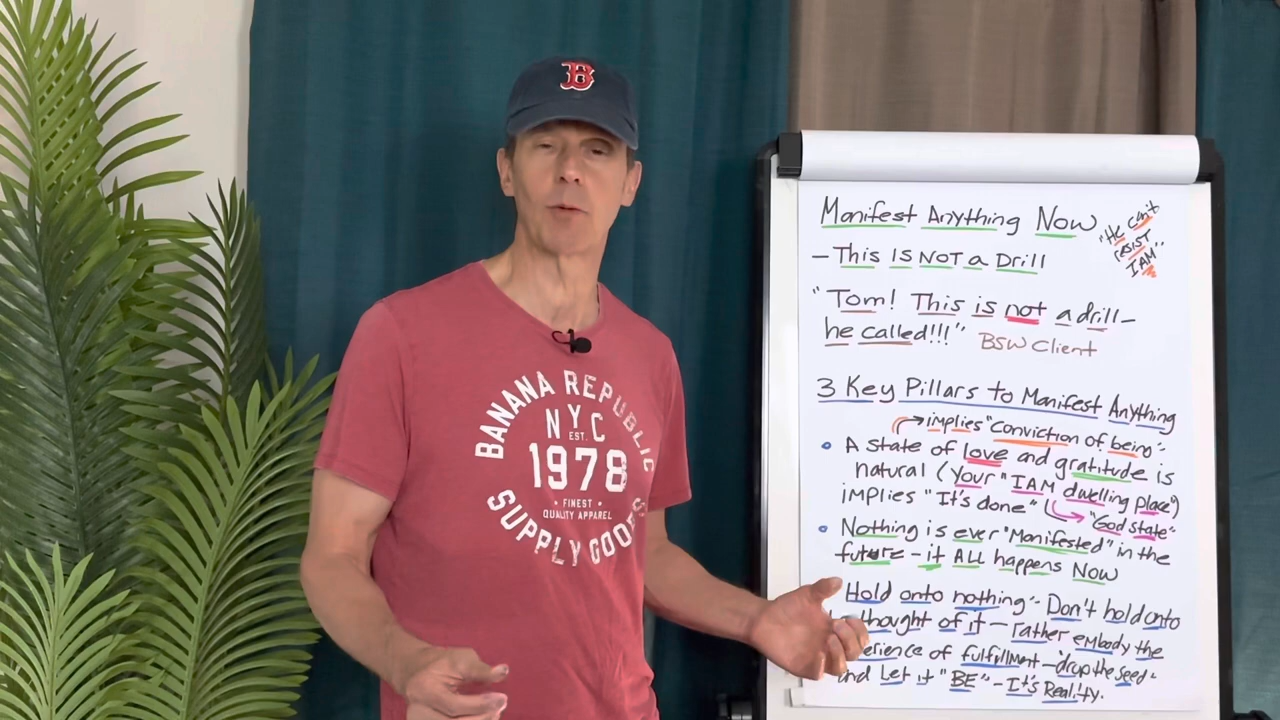 B
BANANA REPUBLIC
NYC
EST.
1978
• FINEST •
QUALITY APPAREL
SUPPLY GOODS
Manifest Anything Now
"He can't
resist
IAM"
- This IS NOT a Drill
"Tom! This is not a drill-
he called!!!" BSW Client
3 Key Pillars to Manifest Anything
implies "conviction of being"
• A state of love and gratitude is
natural (Your "IAM dwelling place")
implies "It's done" "God state"
• Nothing is ever "Manifested" in the
future - it ALL happens NOW
"Hold onto nothing" - Don't hold onto
thought of it - rather embody the
of fulfillment - "drop the seed"
and Let it "BE" - It's Reality.